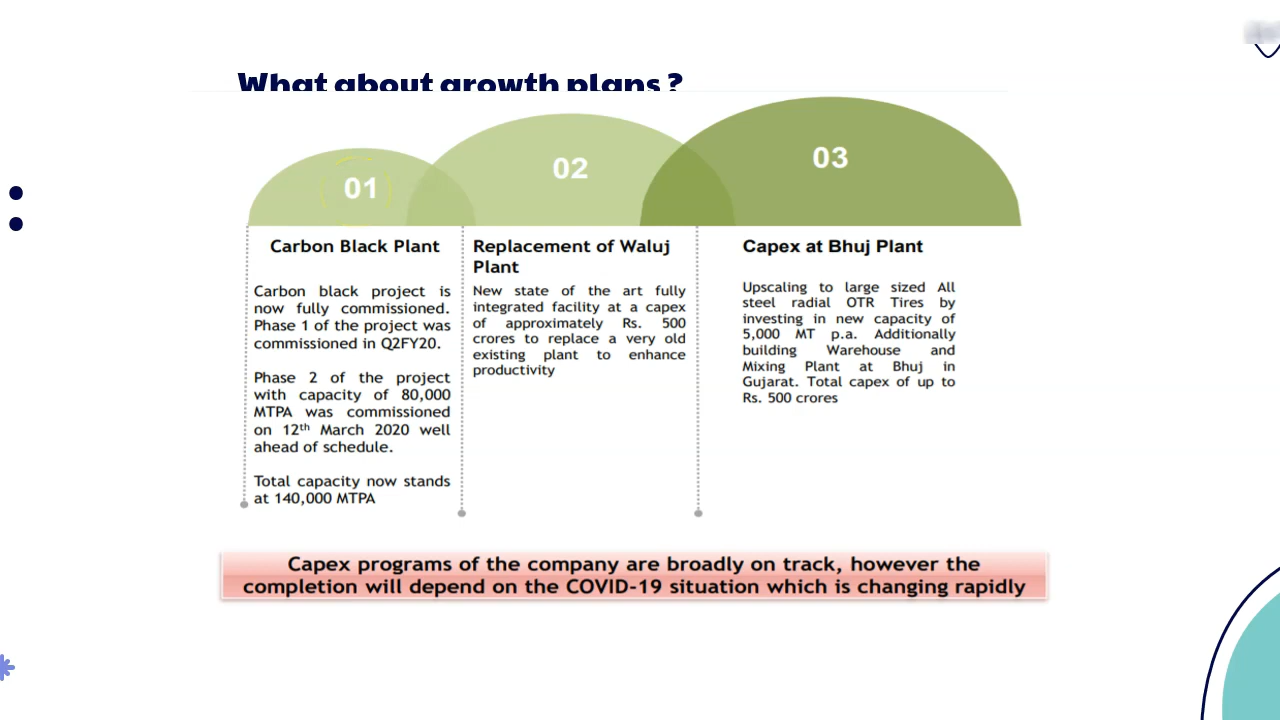 What about growth plans ?
01
02
03
Carbon Black Plant
Carbon black project is
now fully commissioned.
Phase 1 of the project was
commissioned in Q2FY20.
Phase 2 of the project
with capacity of 80,000
MTPA was commissioned
on 12th March 2020 well
ahead of schedule.
Total capacity now stands
at 140,000 MTPA
Replacement of Waluj
Plant
New state of the art fully
integrated facility at a capex
of approximately Rs. 500
crores to replace a very old
existing plant to enhance
productivity
Capex at Bhuj Plant
Upscaling to large sized All
steel radial OTR Tires by
investing in new capacity of
5,000 MT p.a. Additionally
building Warehouse and
Mixing Plant at Bhuj in
Gujarat. Total capex of up to
Rs. 500 crores
Capex programs of the company are broadly on track, however the
completion will depend on the COVID-19 situation which is changing rapidly